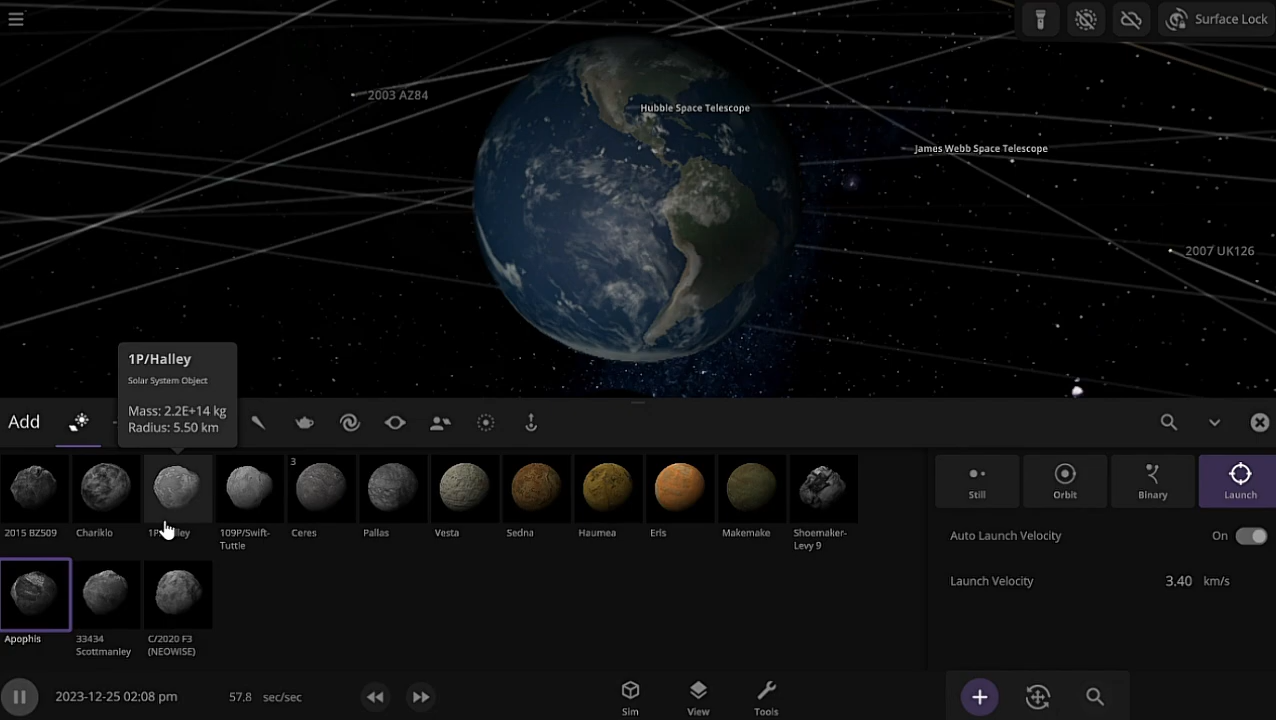 Surface Lock
2003 AZ84
Hubble Space Telescope
James Webb Space Telescope
2007 UK126
1P/Halley
Solar System Object
Mass: 2.2E+14 kg
Radius: 5.50 km
Add
3
2015 BZ509
Chariklo
109P/Swift-
Tuttle
Ceres
Pallas
Vesta
Sedna
Haumea
Eris
Makemake
Shoemaker-
Levy 9
Apophis
33434
Scottmanley
C/2020 F3
(NEOWISE)
Still
Orbit
Binary
Launch
Auto Launch Velocity
On
Launch Velocity
3.40 km/s
2023-12-25 02:08 pm
57.8 sec/sec
Sim
View
Tools